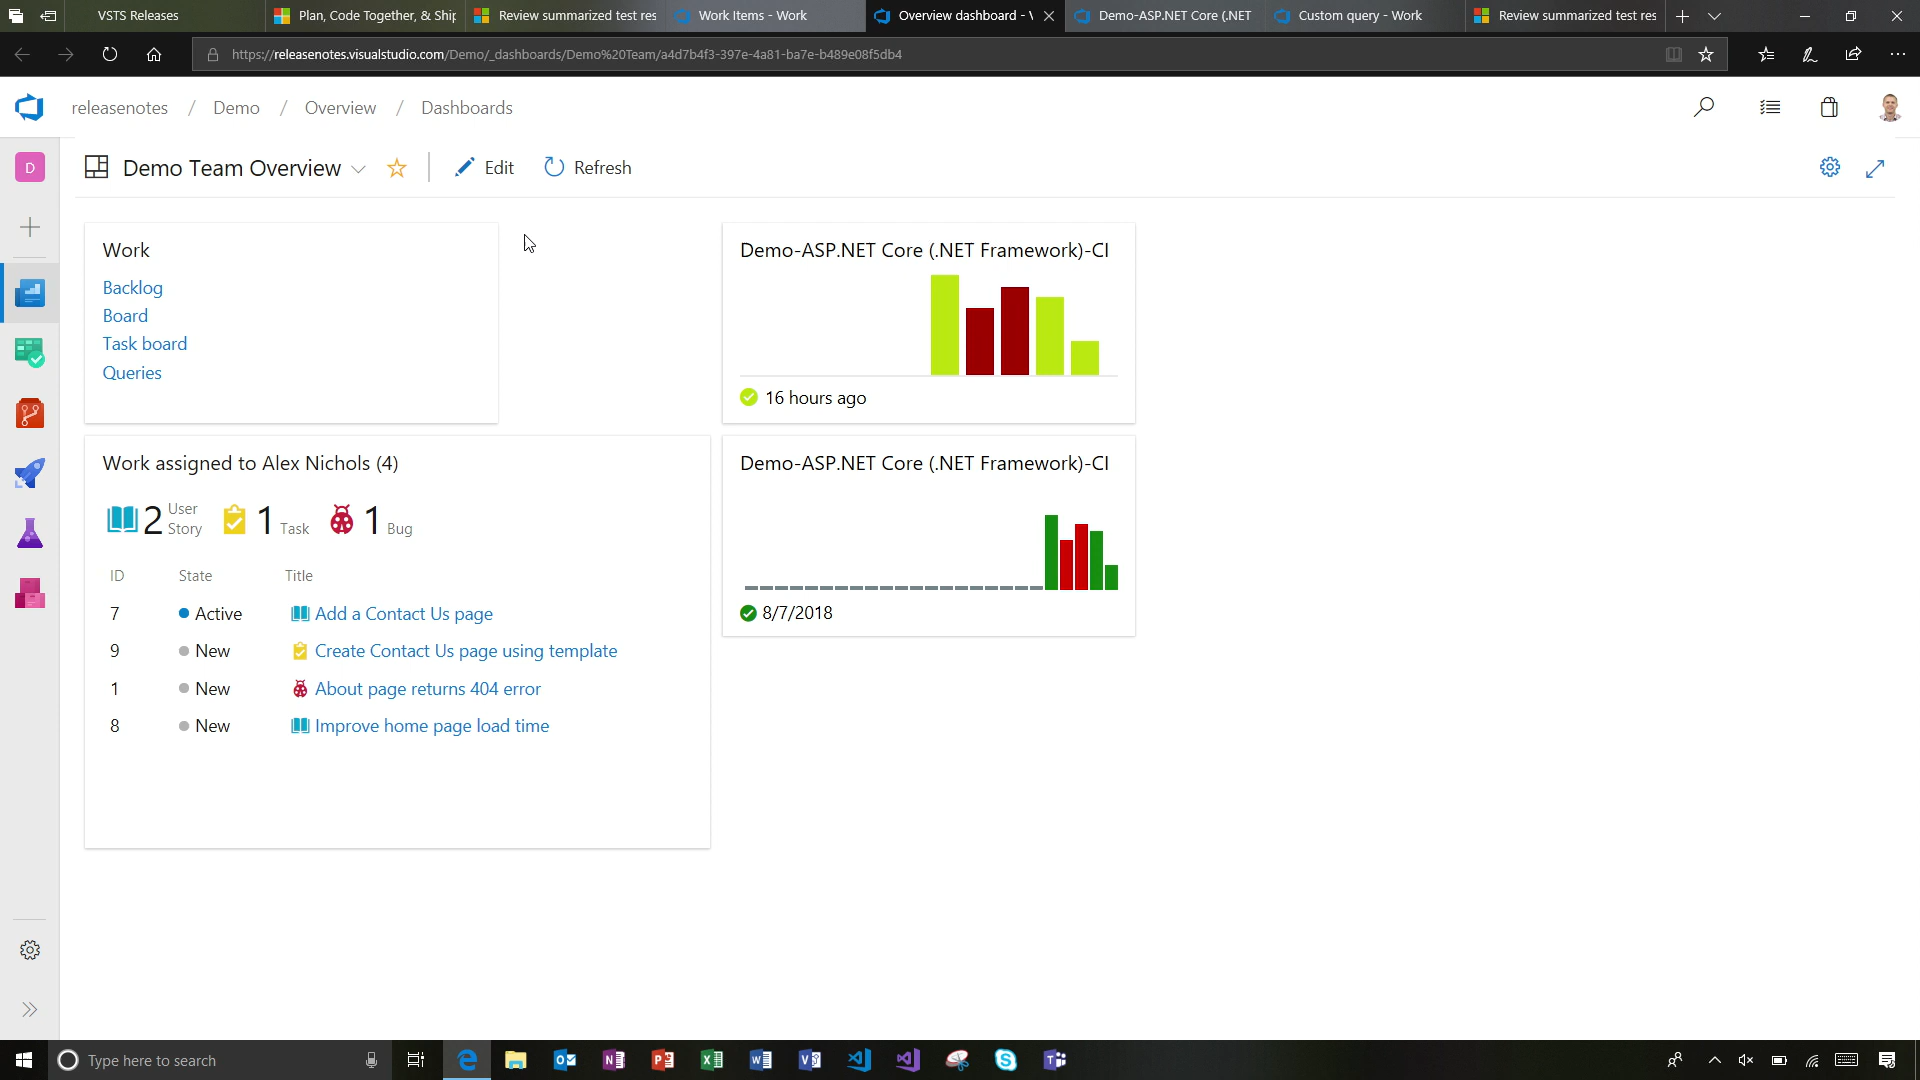 VSTS Releases
Plan, Code Together, & Ship
Review summarized test res
Work Items - Work
Overview dashboard - V
Demo-ASP.NET Core (.NET
Custom query - Work
Review summarized test res
https://releasenotes.visualstudio.com/Demo/_dashboards/Demo%20Team/a4d7b4f3-397e-4a81-ba7e-b489e08f5db4
releasenotes / Demo / Overview / Dashboards
D
Demo Team Overview
Edit
Refresh
Work
Backlog
Board
Task board
Queries
Demo-ASP.NET Core (.NET Framework)-CI
16 hours ago
Work assigned to Alex Nichols (4)
2 User Story
1 Task
1 Bug
ID State Title
7 Active Add a Contact Us page
9 New Create Contact Us page using template
1 New About page returns 404 error
8 New Improve home page load time
Demo-ASP.NET Core (.NET Framework)-CI
8/7/2018
Type here to search